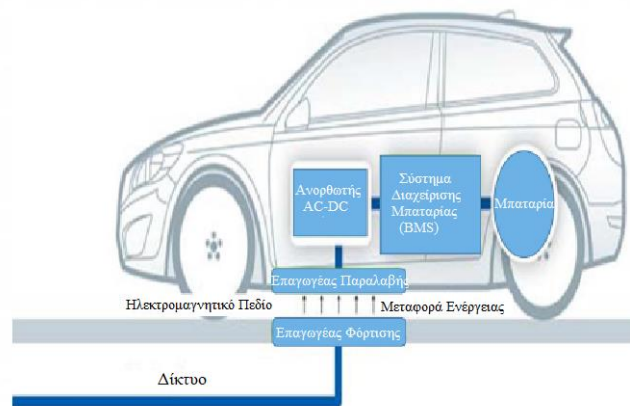 Ανορθωτής
AC-DC
Σύστημα
Διαχείρισης
Μπαταρίας
(BMS)
Μπαταρία
Επαγωγέας Παραλαβής
Ηλεκτρομαγνητικό Πεδίο
Μεταφορά Ενέργειας
Επαγωγέας Φόρτισης
Δίκτυο